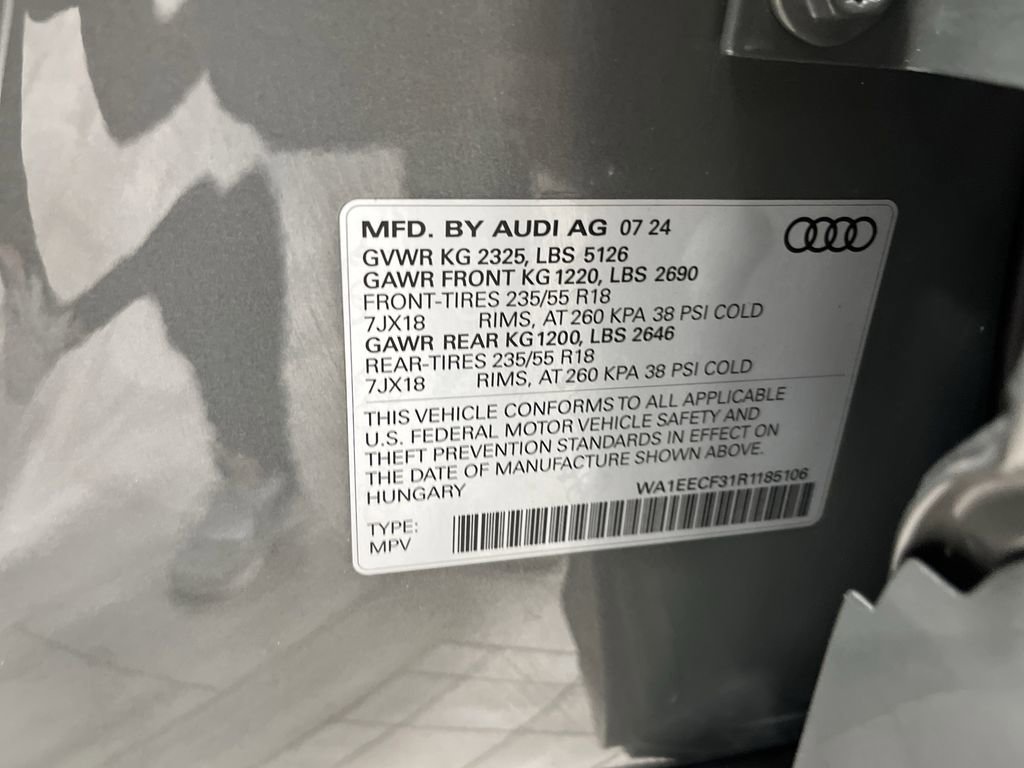 MFD. BY AUDI AG 07 24
GVWR KG 2325, LBS 5126
GAWR FRONT KG 1220, LBS 2690
FRONT-TIRES 235/55 R18
7JX18 RIMS, AT 260 KPA 38 PSI COLD
GAWR REAR KG 1200, LBS 2646
REAR-TIRES 235/55 R18
7JX18 RIMS, AT 260 KPA 38 PSI COLD
THIS VEHICLE CONFORMS TO ALL APPLICABLE
U.S. FEDERAL MOTOR VEHICLE SAFETY AND
THEFT PREVENTION STANDARDS IN EFFECT ON
THE DATE OF MANUFACTURE SHOWN ABOVE.
HUNGARY WA1EECF31R1185106
TYPE:
MPV